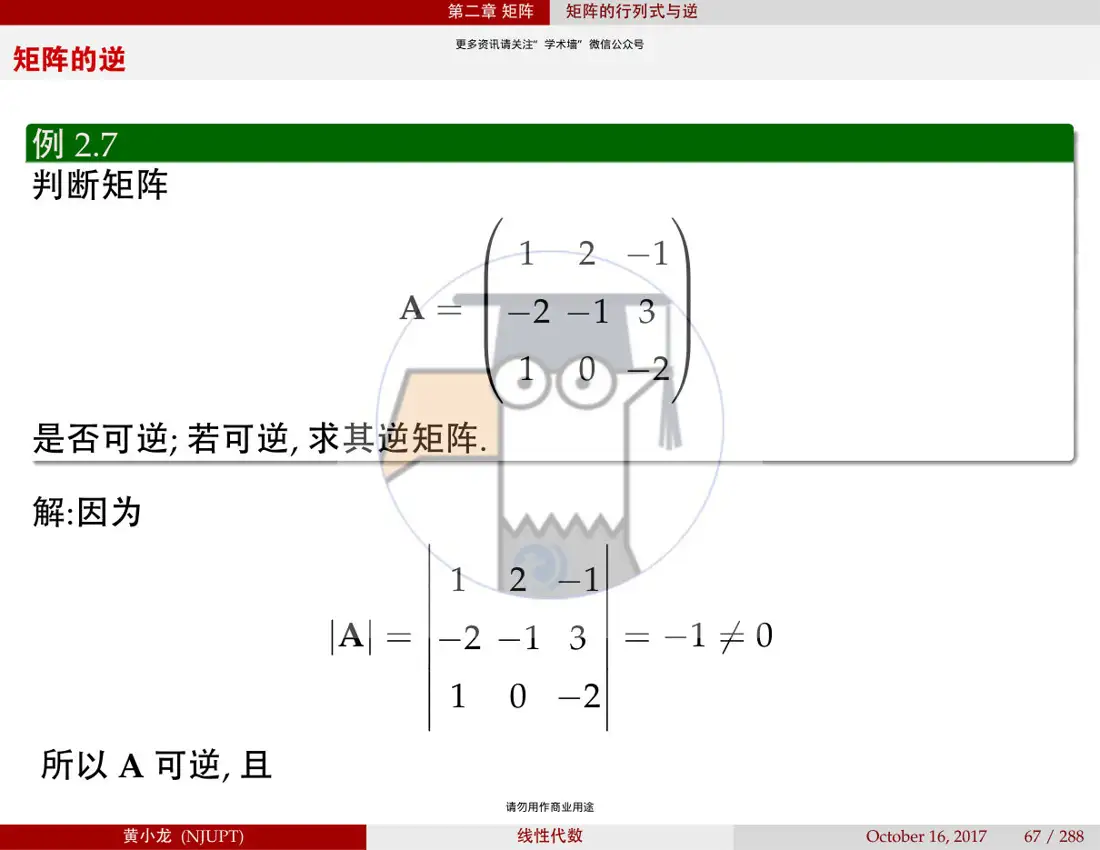 第二章 矩阵 矩阵的行列式与逆
更多资讯请关注“学术墙”微信公众号
矩阵的逆
例 2.7
判断矩阵
1 2 −1
A = −2 −1 3
1 0 −2
是否可逆; 若可逆, 求其逆矩阵.
解:因为
1 2 −1
|A| = −2 −1 3 = −1 ≠ 0
1 0 −2
所以 A 可逆, 且
请勿用作商业用途
黄小龙 (NJUPT) 线性代数 October 16, 2017 67 / 288